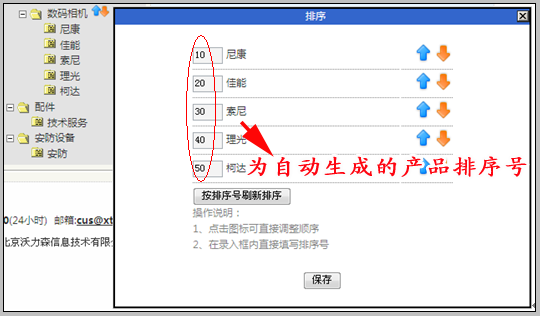 数码相机
尼康
佳能
索尼
理光
柯达
配件
技术服务
安防设备
安防
0(24小时) 邮箱:cus@xt
北京沃力森信息技术有限公
排序
10 尼康
20 佳能
30 索尼
40 理光
50 柯达
为自动生成的产品排序号
按排序号刷新排序
操作说明：
1、点击图标可直接调整顺序
2、在录入框内直接填写排序号
保存